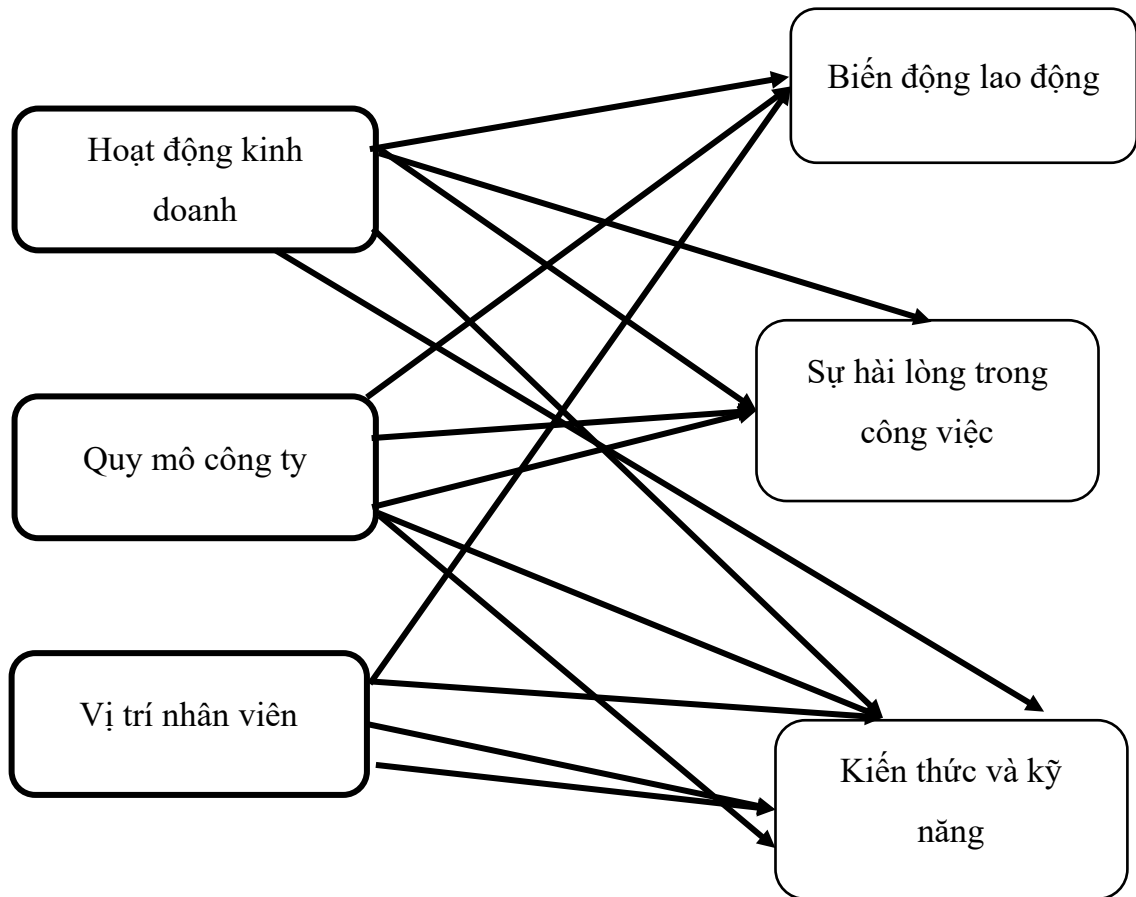 Biến động lao động
Hoạt động kinh
doanh
Sự hài lòng trong
công việc
Quy mô công ty
Vị trí nhân viên
Kiến thức và kỹ
năng